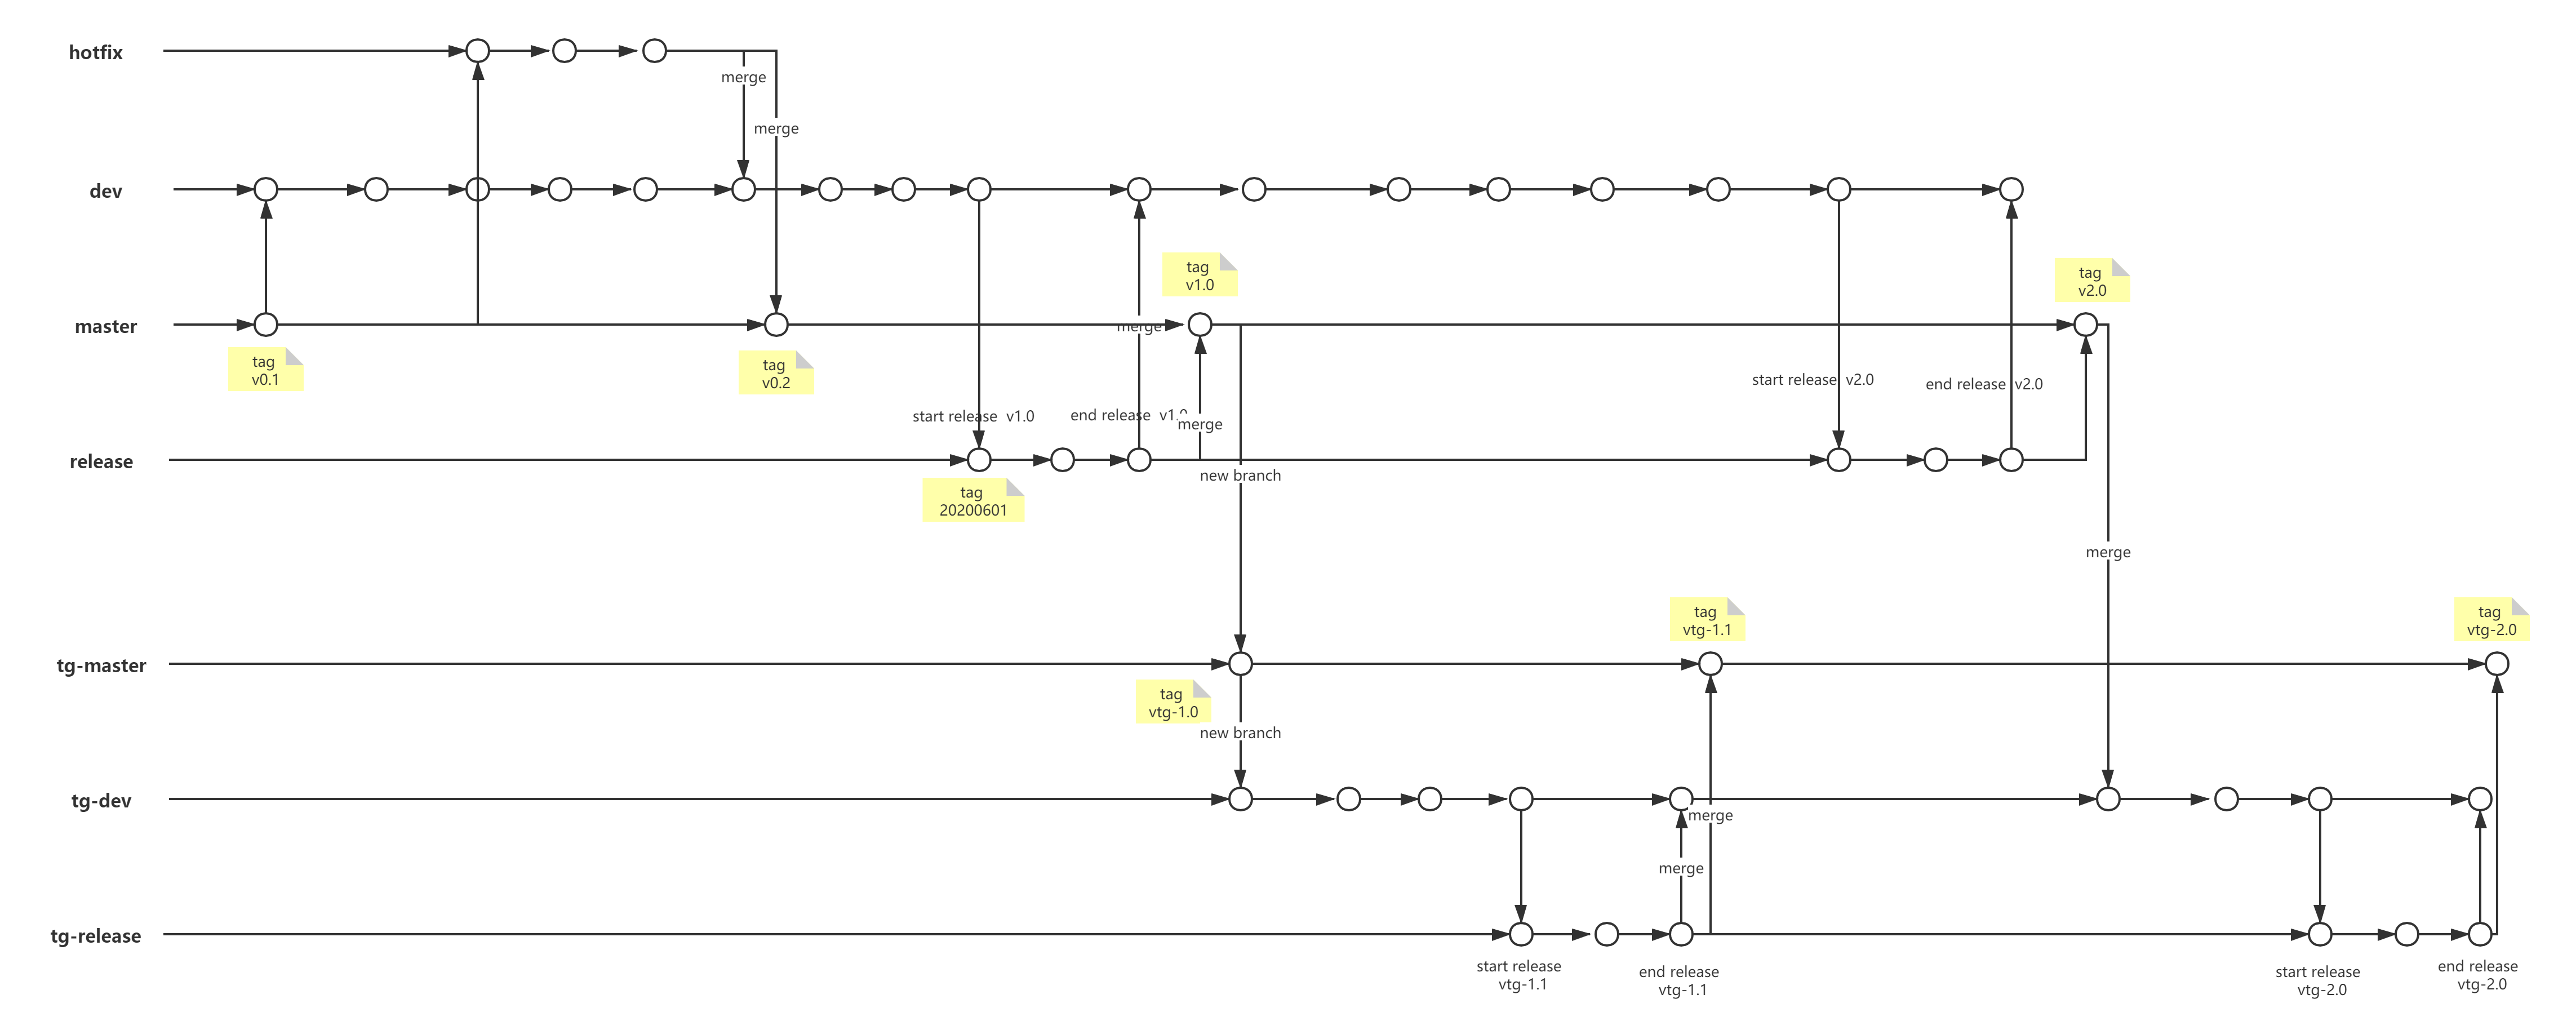 hotfix
merge
merge
dev
tag
v1.0
tag
v2.0
master
merge
tag
v0.1
tag
v0.2
start release v2.0
end release v2.0
start release v1.0
end release v1.0
merge
release
new branch
tag
20200601
merge
tag
vtg-1.1
tag
vtg-2.0
tg-master
tag
vtg-1.0
new branch
tg-dev
merge
merge
tg-release
start release
vtg-1.1
end release
vtg-1.1
start release
vtg-2.0
end release
vtg-2.0